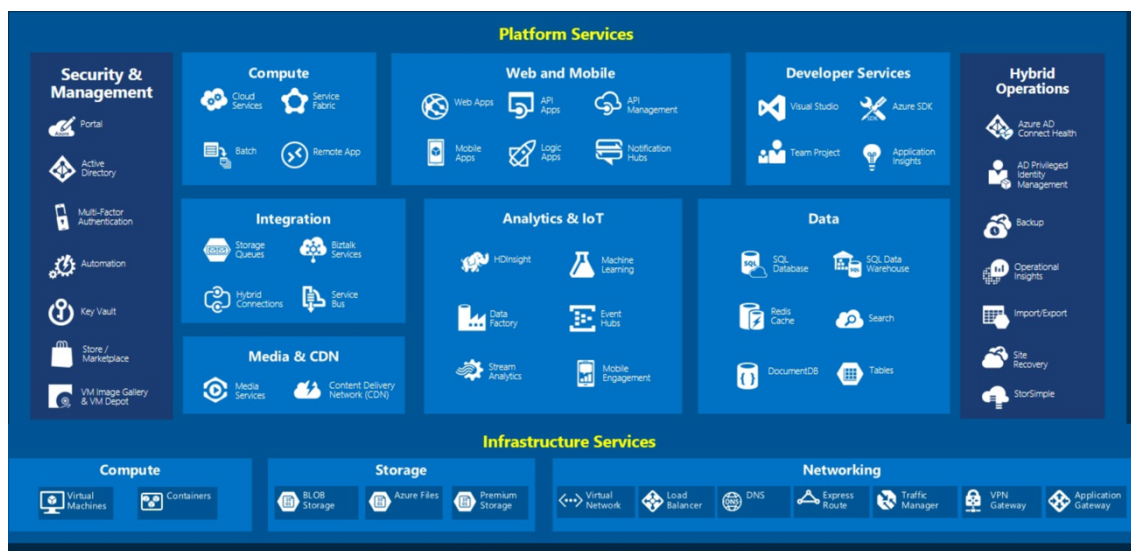 Platform Services
Security &
Management
Portal
Active
Directory
Multi-Factor
Authentication
Automation
Key Vault
Store /
Marketplace
VM Image Gallery
& VM Depot
Compute
Cloud
Services
Service
Fabric
Batch
Remote App
Web and Mobile
Web Apps
API
Apps
API
Management
Mobile
Apps
Logic
Apps
Notification
Hubs
Developer Services
Visual Studio
SDK
Azure SDK
Team Project
Application
Insights
Hybrid
Operations
Azure AD
Connect Health
AD Privileged
Identity
Management
Backup
Operational
Insights
Import/Export
Site
Recovery
StorSimple
Integration
Storage
Queues
Biztalk
Services
Hybrid
Connections
Service
Bus
Media & CDN
Media
Services
Content Delivery
Network (CDN)
Analytics & IoT
HDInsight
Machine
Learning
Data
Factory
Event
Hubs
Stream
Analytics
Mobile
Engagement
Data
SQL
SQL
Database
SQL
SQL Data
Warehouse
Redis
Cache
Search
DocumentDB
Tables
Infrastructure Services
Compute
Virtual
Machines
Containers
Storage
BLOB
Storage
Azure Files
Premium
Storage
Networking
Virtual
Network
Load
Balancer
DNS
DNS
Express
Route
Traffic
Manager
VPN
Gateway
Application
Gateway